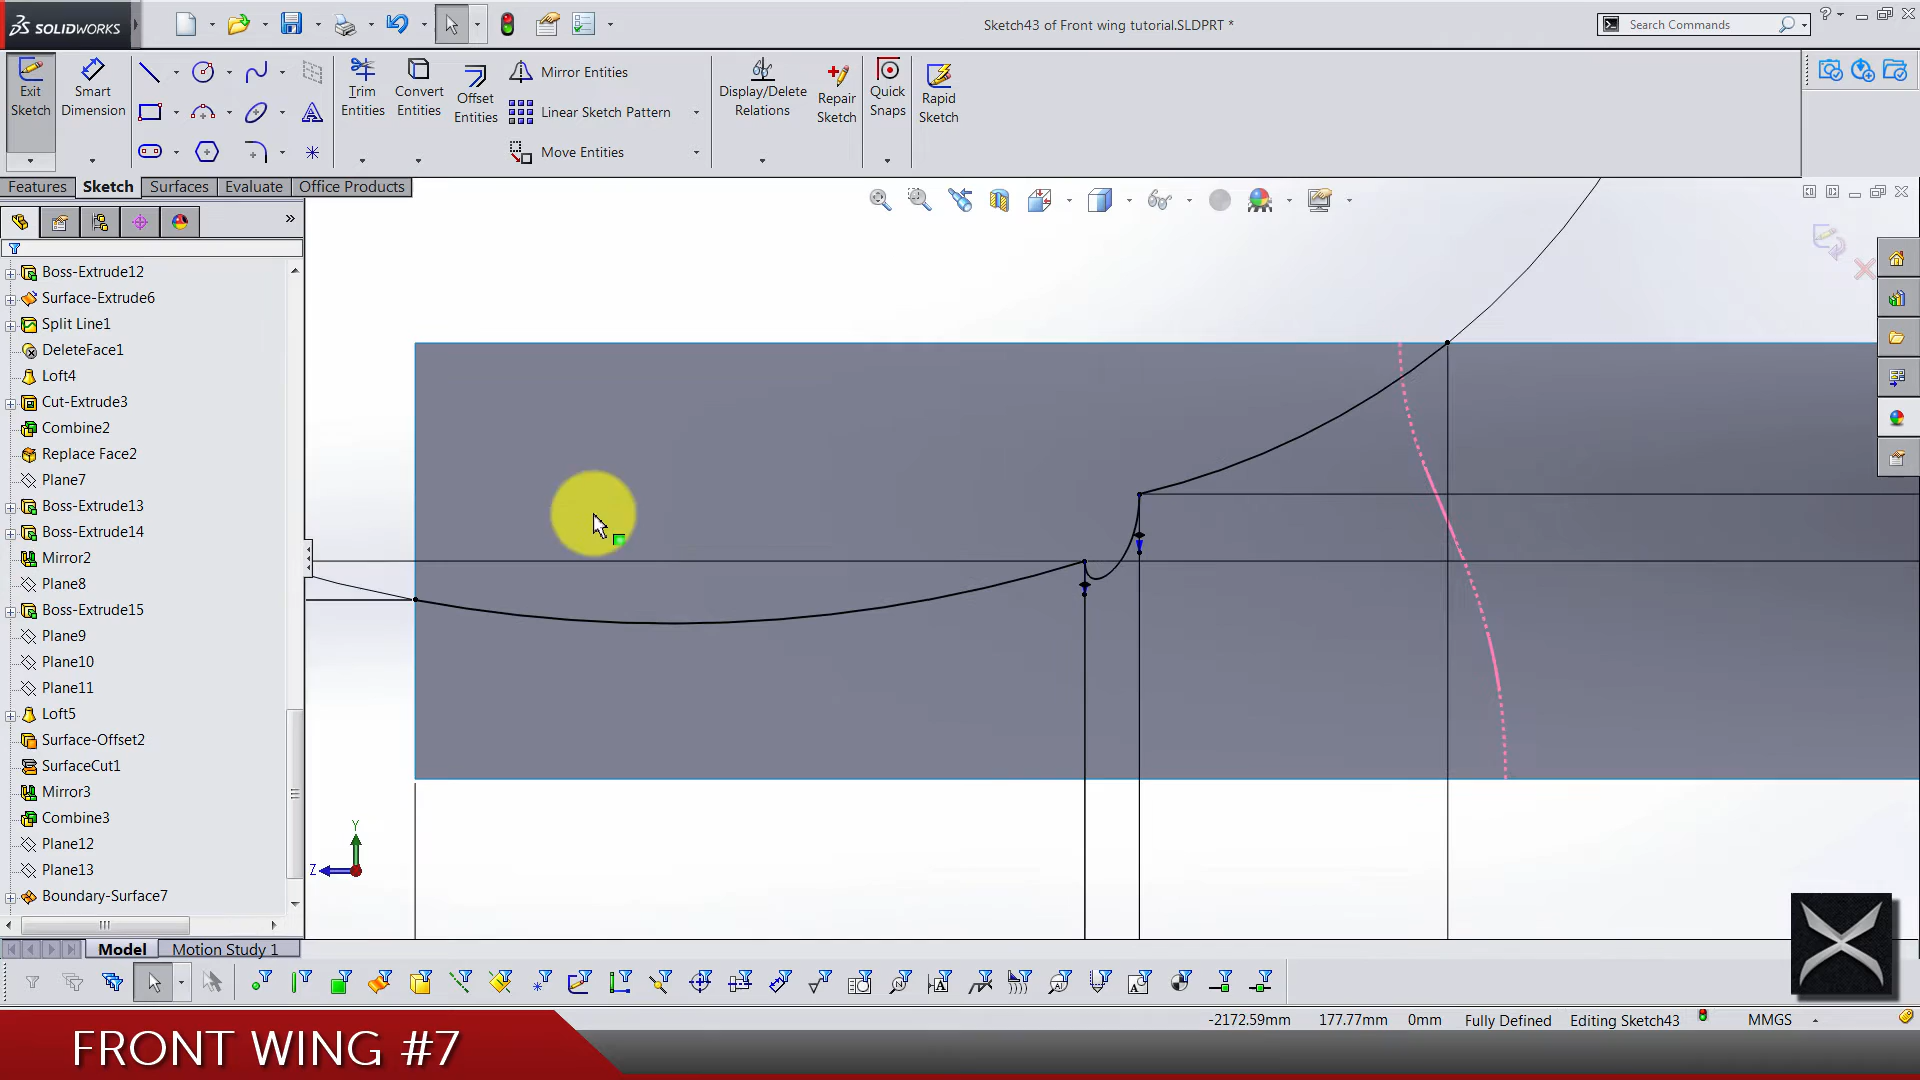 SOLIDWORKS
Sketch43 of Front wing tutorial.SLDPRT *
Search Commands
Exit Sketch
Smart Dimension
Trim Entities
Convert Entities
Offset Entities
Mirror Entities
Linear Sketch Pattern
Move Entities
Display/Delete Relations
Repair Sketch
Quick Snaps
Rapid Sketch
Features
Sketch
Surfaces
Evaluate
Office Products
Boss-Extrude12
Surface-Extrude6
Split Line1
DeleteFace1
Loft4
Cut-Extrude3
Combine2
Replace Face2
Plane7
Boss-Extrude13
Boss-Extrude14
Mirror2
Plane8
Boss-Extrude15
Plane9
Plane10
Plane11
Loft5
Surface-Offset2
SurfaceCut1
Mirror3
Combine3
Plane12
Plane13
Boundary-Surface7
Y
Z
Model
Motion Study 1
-2172.59mm
177.77mm
0mm
Fully Defined
Editing Sketch43
MMGS
FRONT WING #7